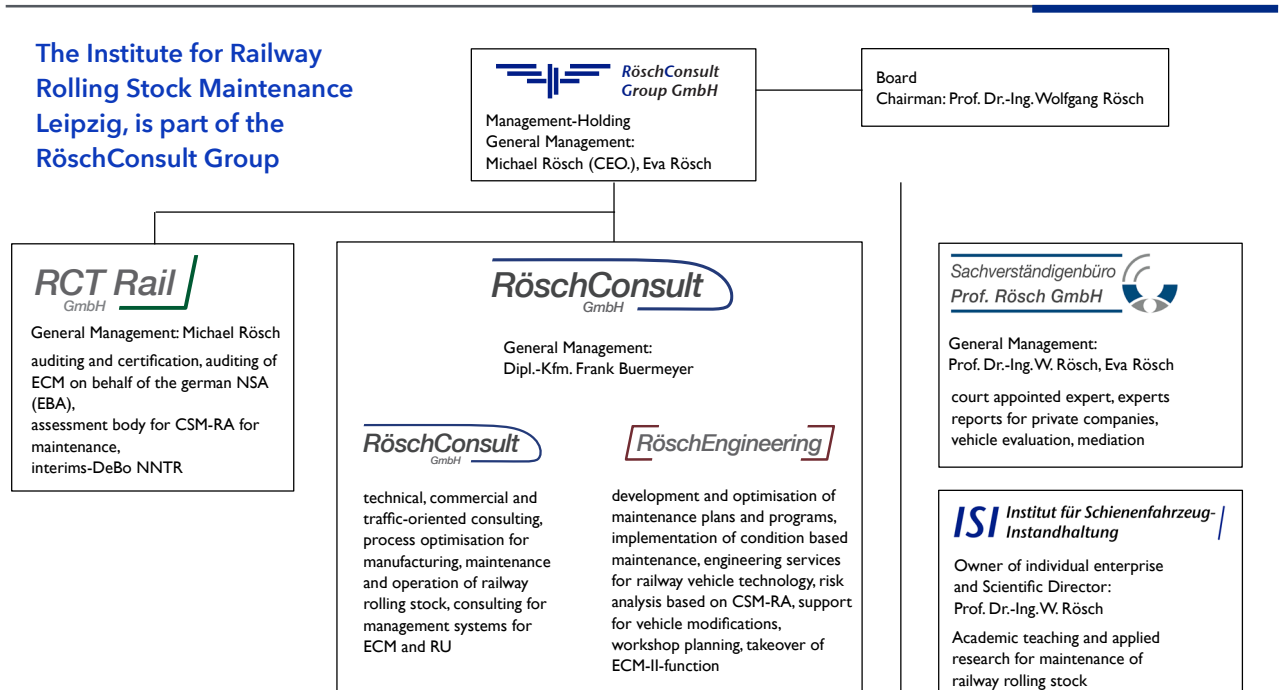 The Institute for Railway
Rolling Stock Maintenance
Leipzig, is part of the
RöschConsult Group
RöschConsult
Group GmbH
Management-Holding
General Management:
Michael Rösch (CEO.), Eva Rösch
Board
Chairman: Prof. Dr.-Ing. Wolfgang Rösch
RCT Rail
GmbH
General Management: Michael Rösch
auditing and certification, auditing of
ECM on behalf of the german NSA
(EBA),
assessment body for CSM-RA for
maintenance,
interims-DeBo NNTR
RöschConsult
GmbH
General Management:
Dipl.-Kfm. Frank Buermeyer
RöschConsult
GmbH
technical, commercial and
traffic-oriented consulting,
process optimisation for
manufacturing, maintenance
and operation of railway
rolling stock, consulting for
management systems for
ECM and RU
RöschEngineering
development and optimisation of
maintenance plans and programs,
implementation of condition based
maintenance, engineering services
for railway vehicle technology, risk
analysis based on CSM-RA, support
for vehicle modifications,
workshop planning, takeover of
ECM-II-function
Sachverständigenbüro
Prof. Rösch GmbH
General Management:
Prof. Dr.-Ing. W. Rösch, Eva Rösch
court appointed expert, experts
reports for private companies,
vehicle evaluation, mediation
ISI Institut für Schienenfahrzeug-
Instandhaltung
Owner of individual enterprise
and Scientific Director:
Prof. Dr.-Ing. W. Rösch
Academic teaching and applied
research for maintenance of
railway rolling stock